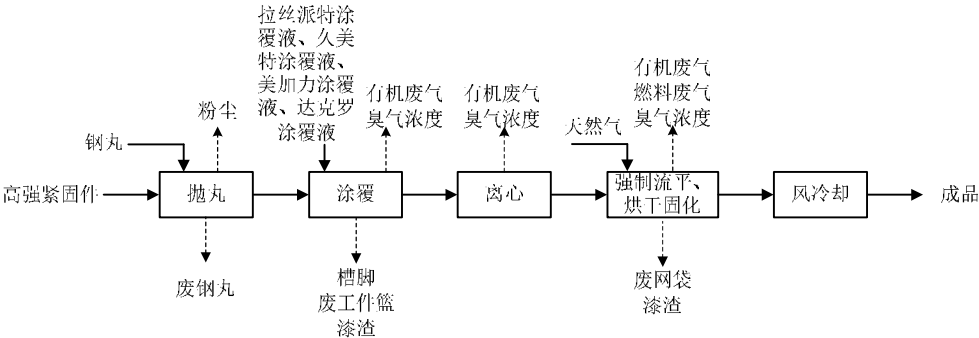 拉丝派特涂
覆液、久美
特涂覆液、
美加力涂覆
液、达克罗
涂覆液
有机废气
臭气浓度
有机废气
臭气浓度
有机废气
燃料废气
臭气浓度
粉尘
钢丸
天然气
高强紧固件
抛丸
涂覆
离心
强制流平、
烘干固化
风冷却
成品
废钢丸
槽脚
废工件篮
漆渣
废网袋
漆渣